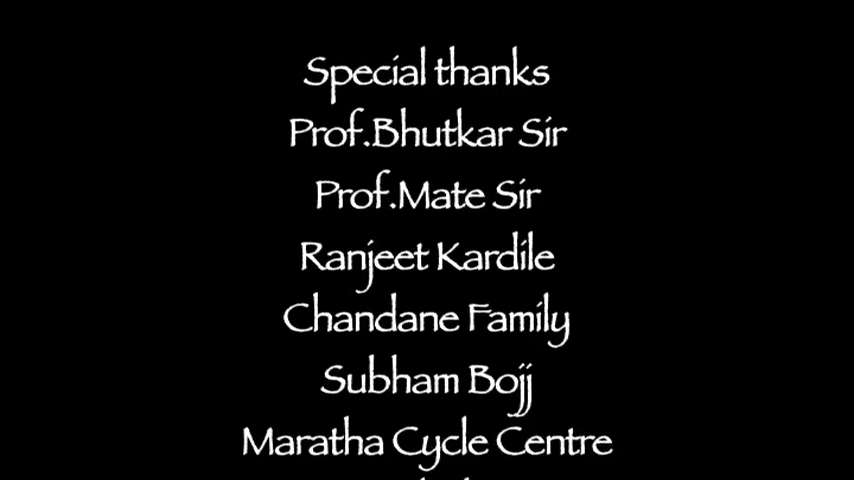 Special thanks
Prof.Bhutkar Sir
Prof.Mate Sir
Ranjeet Kardile
Chandane Family
Subham Bojj
Maratha Cycle Centre